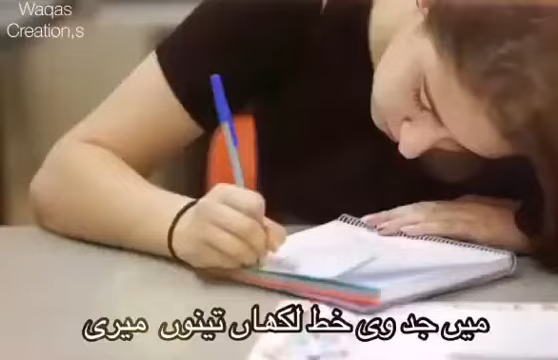 Waqas
Creation,s
میں جد وی خط لکھاں تینوں میری